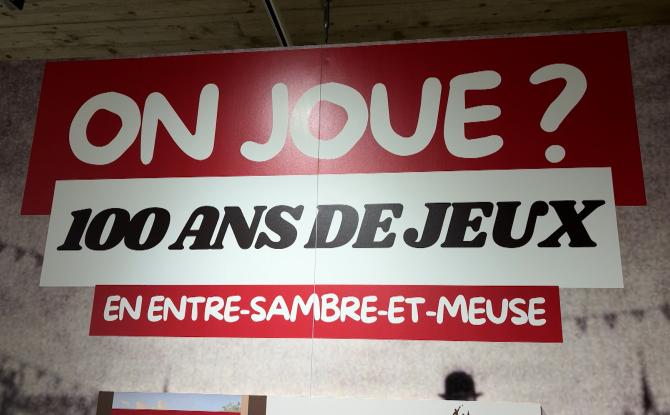 ON JOUE ?
100 ANS DE JEUX
EN ENTRE-SAMBRE-ET-MEUSE